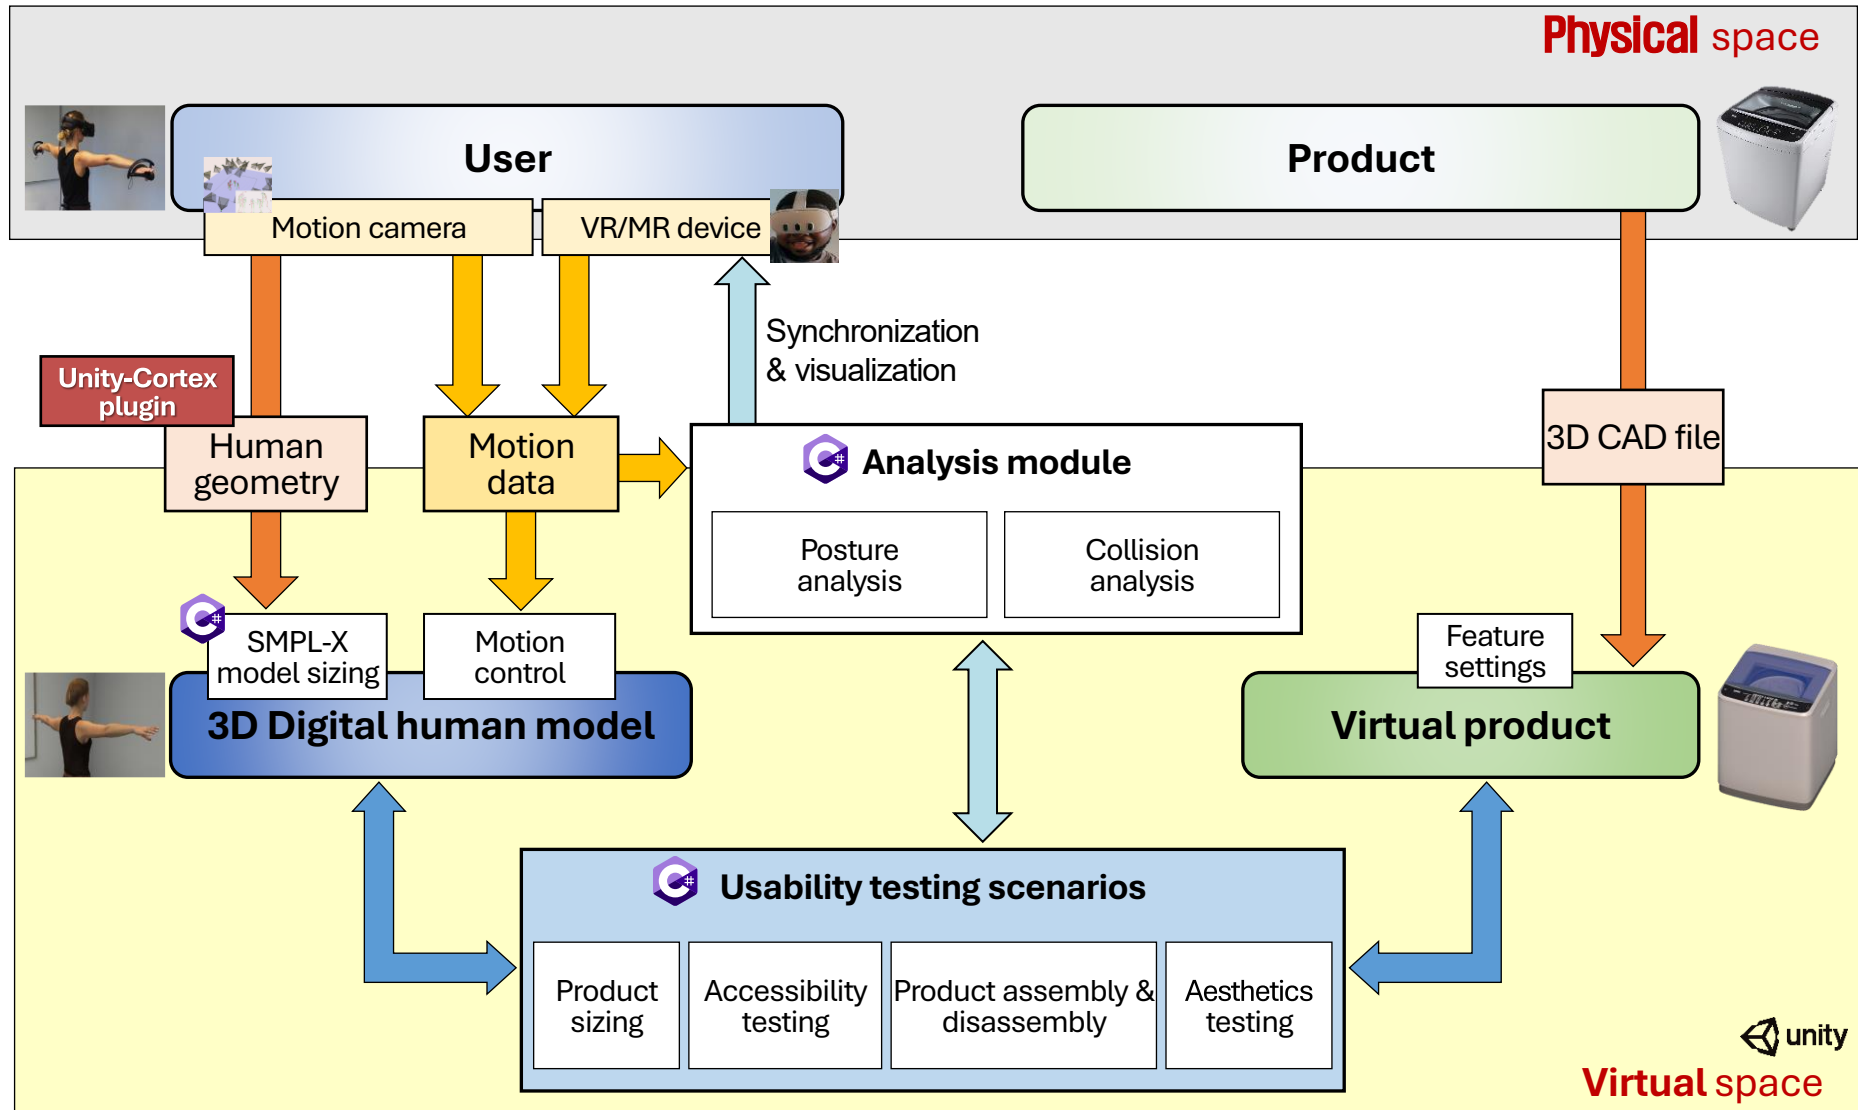 Physical space
User
Product
Motion camera
VR/MR device
Synchronization
& visualization
Unity-Cortex
plugin
Human
geometry
Motion
data
3D CAD file
C# Analysis module
Posture
analysis
Collision
analysis
C#
SMPL-X
model sizing
Motion
control
Feature
settings
3D Digital human model
Virtual product
C# Usability testing scenarios
Product
sizing
Accessibility
testing
Product assembly &
disassembly
Aesthetics
testing
unity
Virtual space